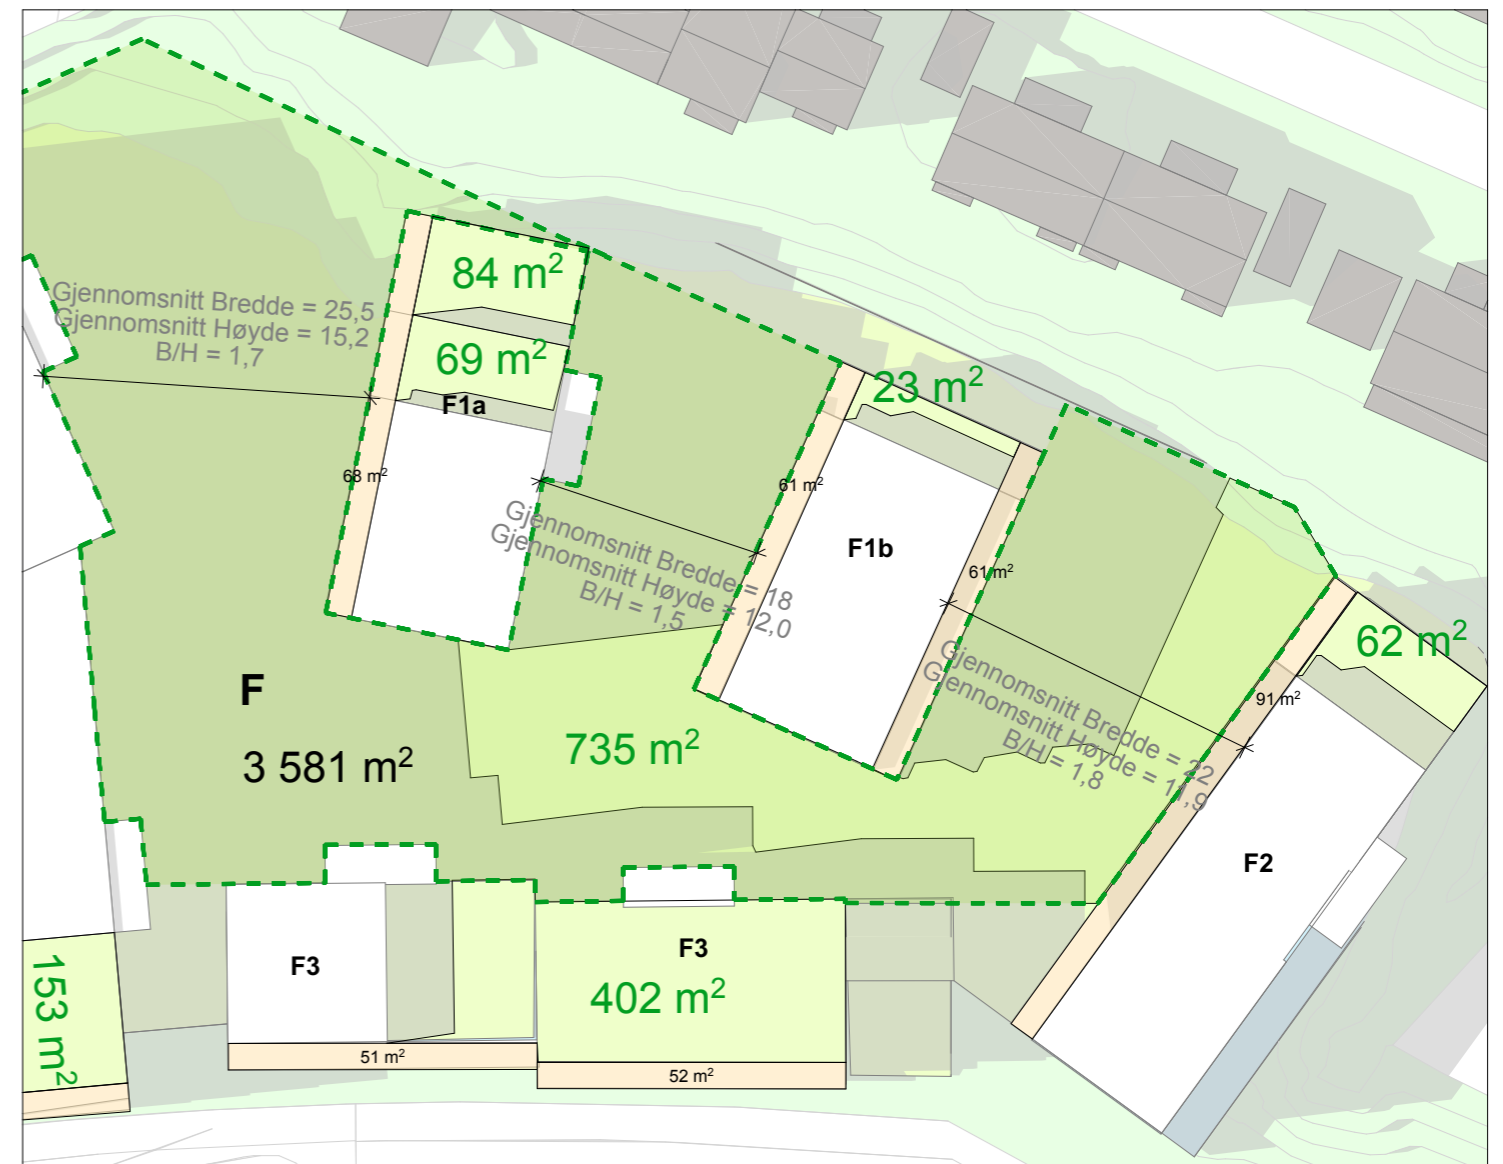 84 m²
Gjennomsnitt Bredde = 25,5
Gjennomsnitt Høyde = 15,2
B/H = 1,7
69 m²
F1a
23 m²
68 m²
61 m²
Gjennomsnitt Bredde = 18
Gjennomsnitt Høyde = 12,0
B/H = 1,5
F1b
61 m²
62 m²
Gjennomsnitt Bredde = 22
Gjennomsnitt Høyde = 11,9
B/H = 1,8
91 m²
F
3 581 m²
735 m²
F2
F3
F3
402 m²
153 m²
51 m²
52 m²